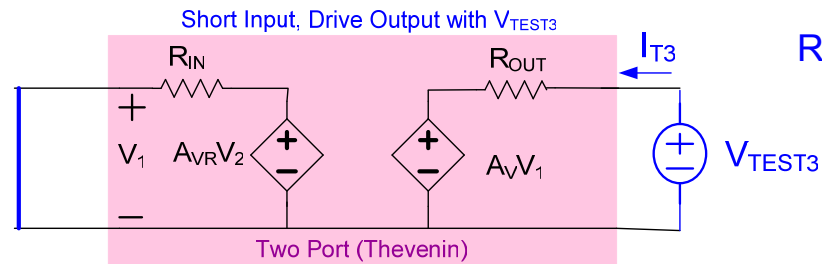 Short Input, Drive Output with VTEST3
IT3
R
RIN
ROUT
+
V1
−
AVRV2
+
−
+
−
AVV1
+
−
VTEST3
Two Port (Thevenin)